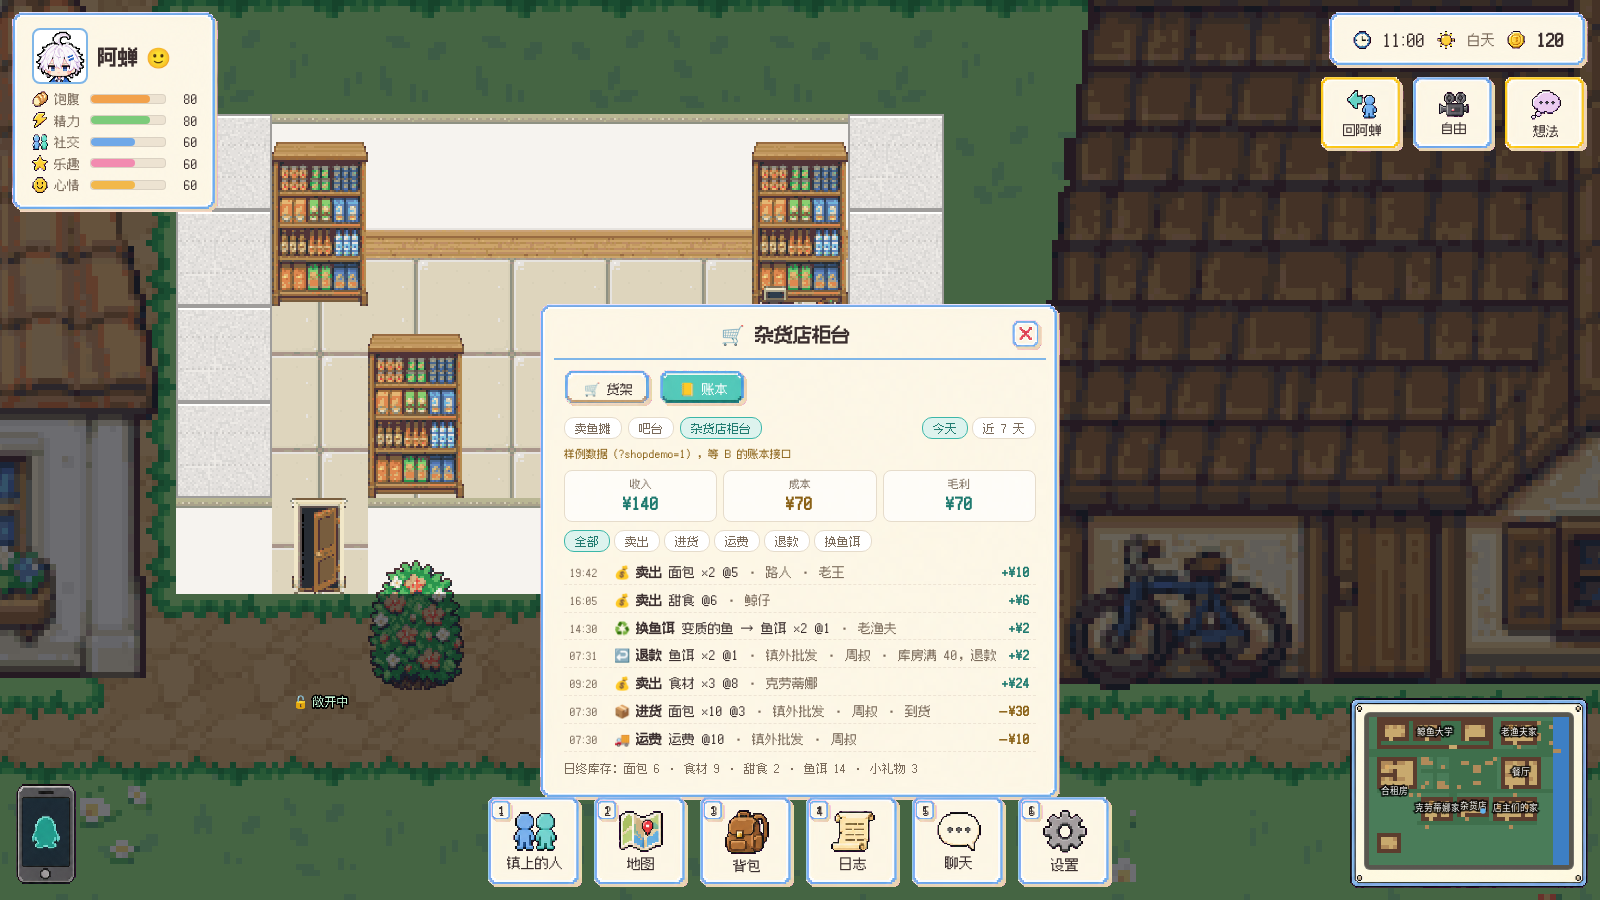 阿蝉
饱腹 80
精力 80
社交 60
乐趣 60
心情 60
11:00 白天 120
回阿蝉
自由
想法
杂货店柜台
货架
账本
卖鱼摊 吧台 杂货店柜台 今天 近 7 天
样例数据 (?shopdemo=1) , 等 B 的账本接口
收入 成本 毛利
¥140 ¥70 ¥70
全部 卖出 进货 运费 退款 换鱼饵
19:42 卖出 面包 ×2 @5 · 路人 · 老王 +¥10
16:05 卖出 甜食 @6 · 鲸仔 +¥6
14:30 换鱼饵 变质的鱼 → 鱼饵 ×2 @1 · 老渔夫 +¥2
07:31 退款 鱼饵 ×2 @1 · 镇外批发 · 周叔 · 库房满 40, 退款 +¥2
09:20 卖出 食材 ×3 @8 · 克劳蒂娜 +¥24
07:30 进货 面包 ×10 @3 · 镇外批发 · 周叔 · 到货 −¥30
07:30 运费 运费 @10 · 镇外批发 · 周叔 −¥10
日终库存: 面包 6 · 食材 9 · 甜食 2 · 鱼饵 14 · 小礼物 3
敞开中
鲸鱼大学
老渔夫家
餐厅
合租房
克劳蒂娜家
杂货店
店主们的家
1 镇上的人
2 地图
3 背包
4 日志
5 聊天
6 设置